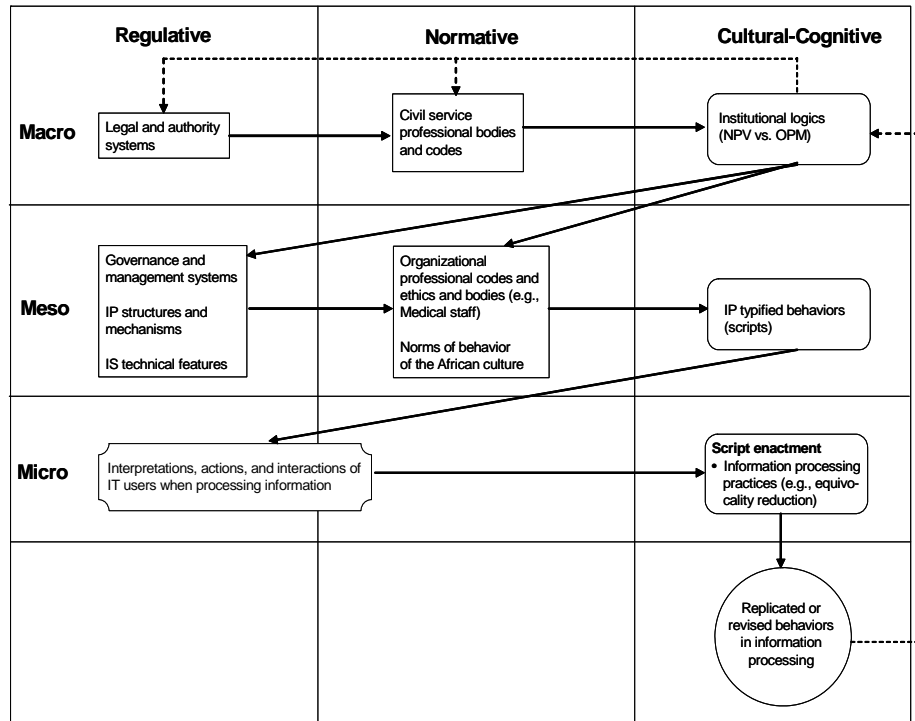 Regulative
Normative
Cultural-Cognitive
Macro
Legal and authority
systems
Civil service
professional bodies
and codes
Institutional logics
(NPV vs. OPM)
Meso
Governance and
management systems
IP structures and
mechanisms
IS technical features
Organizational
professional codes and
ethics and bodies (e.g.,
Medical staff)
Norms of behavior
of the African culture
IP typified behaviors
(scripts)
Micro
Interpretations, actions, and interactions of
IT users when processing information
Script enactment
• Information processing
practices (e.g., equivo-
cality reduction)
Replicated or
revised behaviors
in information
processing